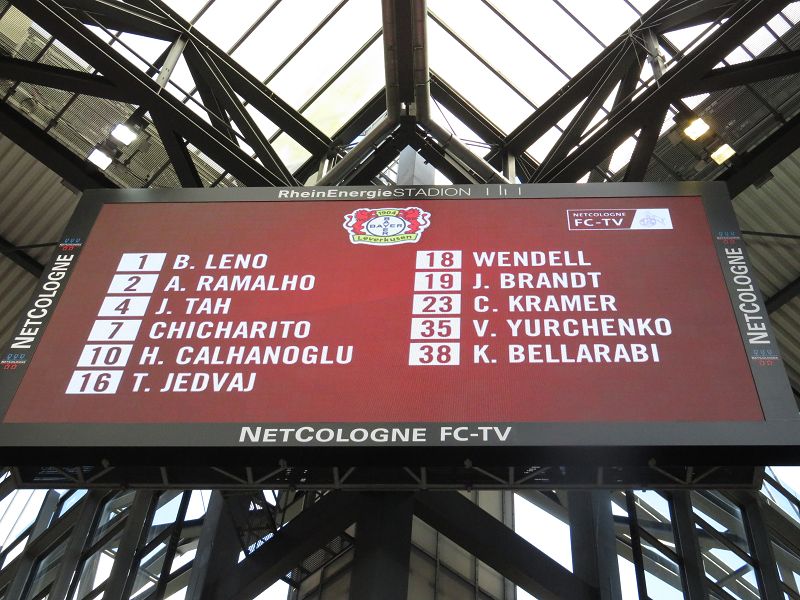 RheinEnergieSTADION
1904
BAYER
BAYER
Leverkusen
NETCOLOGNE
FC-TV
1 B. LENO
2 A. RAMALHO
4 J. TAH
7 CHICHARITO
10 H. CALHANOGLU
16 T. JEDVAJ
18 WENDELL
19 J. BRANDT
23 C. KRAMER
35 V. YURCHENKO
38 K. BELLARABI
NETCOLOGNE
NETCOLOGNE
NETCOLOGNE FC-TV